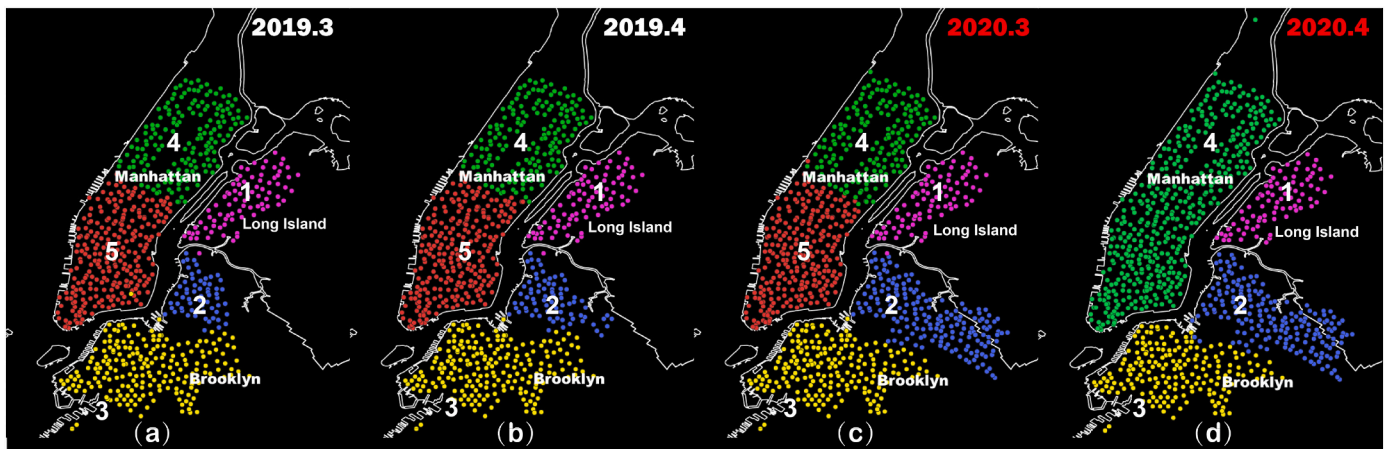 2019.3
4
Manhattan
1
Long Island
5
2
Brooklyn
3
(a)
2019.4
4
Manhattan
1
Long Island
5
2
Brooklyn
3
(b)
2020.3
4
Manhattan
1
Long Island
5
2
Brooklyn
3
(c)
2020.4
4
Manhattan
1
Long Island
2
Brooklyn
3
(d)